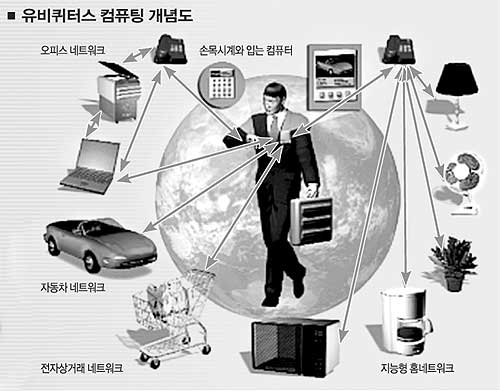 ■ 유비쿼터스 컴퓨팅 개념도
오피스 네트워크
손목시계와 입는 컴퓨터
자동차 네트워크
전자상거래 네트워크
지능형 홈네트워크